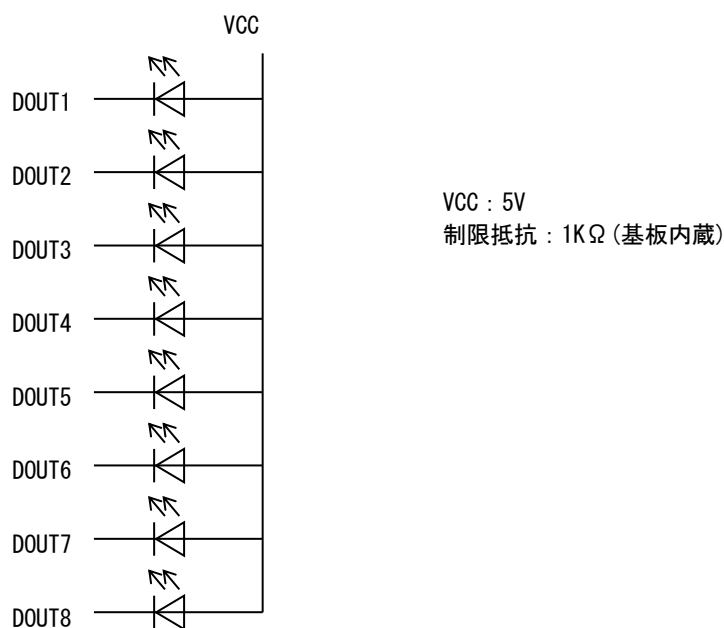 VCC
DOUT1
DOUT2
DOUT3
DOUT4
DOUT5
DOUT6
DOUT7
DOUT8
VCC：5V
制限抵抗：1KΩ(基板内蔵)